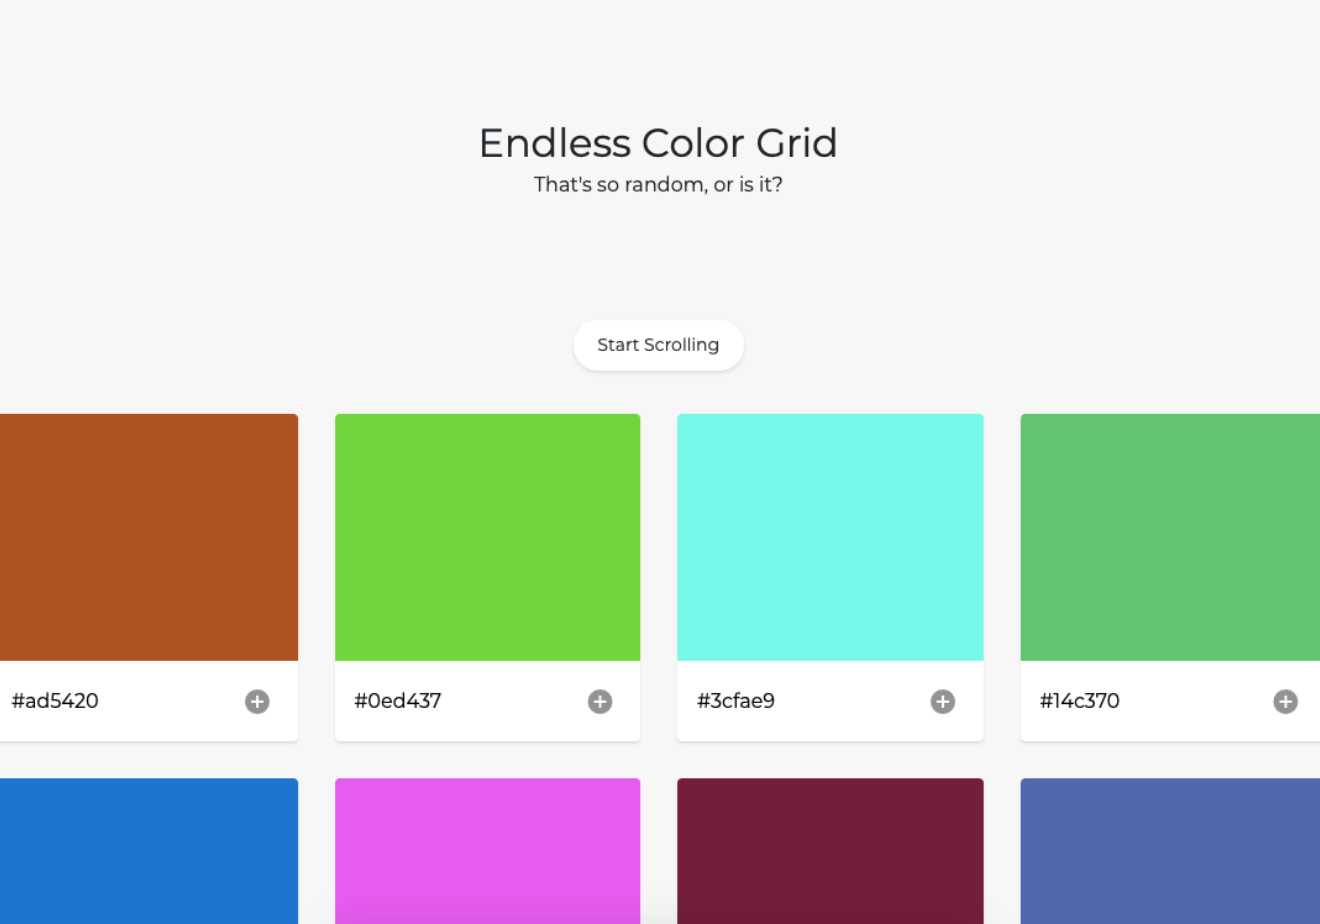 Endless Color Grid
That's so random, or is it?
Start Scrolling
#ad5420
#0ed437
#3cfae9
#14c370